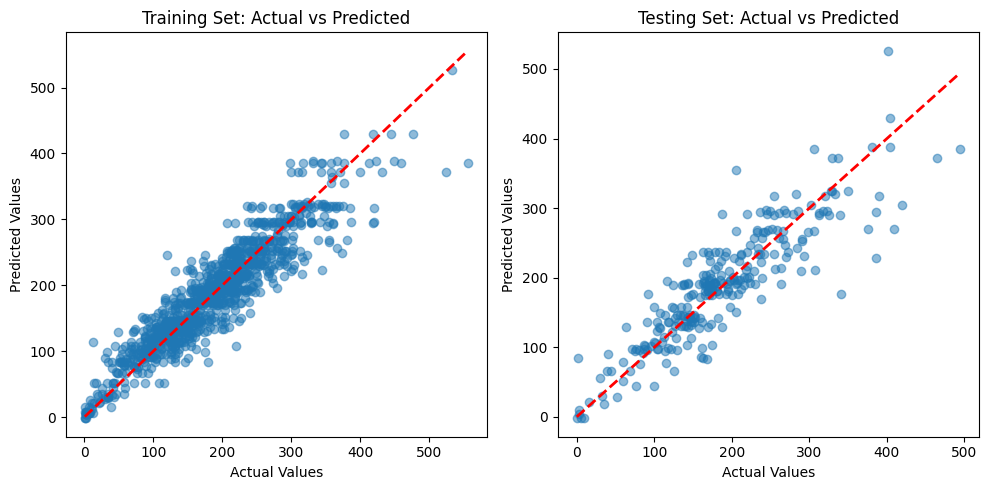 Training Set: Actual vs Predicted
Predicted Values
500
400
300
200
100
0
0 100 200 300 400 500
Actual Values
Testing Set: Actual vs Predicted
Predicted Values
500
400
300
200
100
0
0 100 200 300 400 500
Actual Values